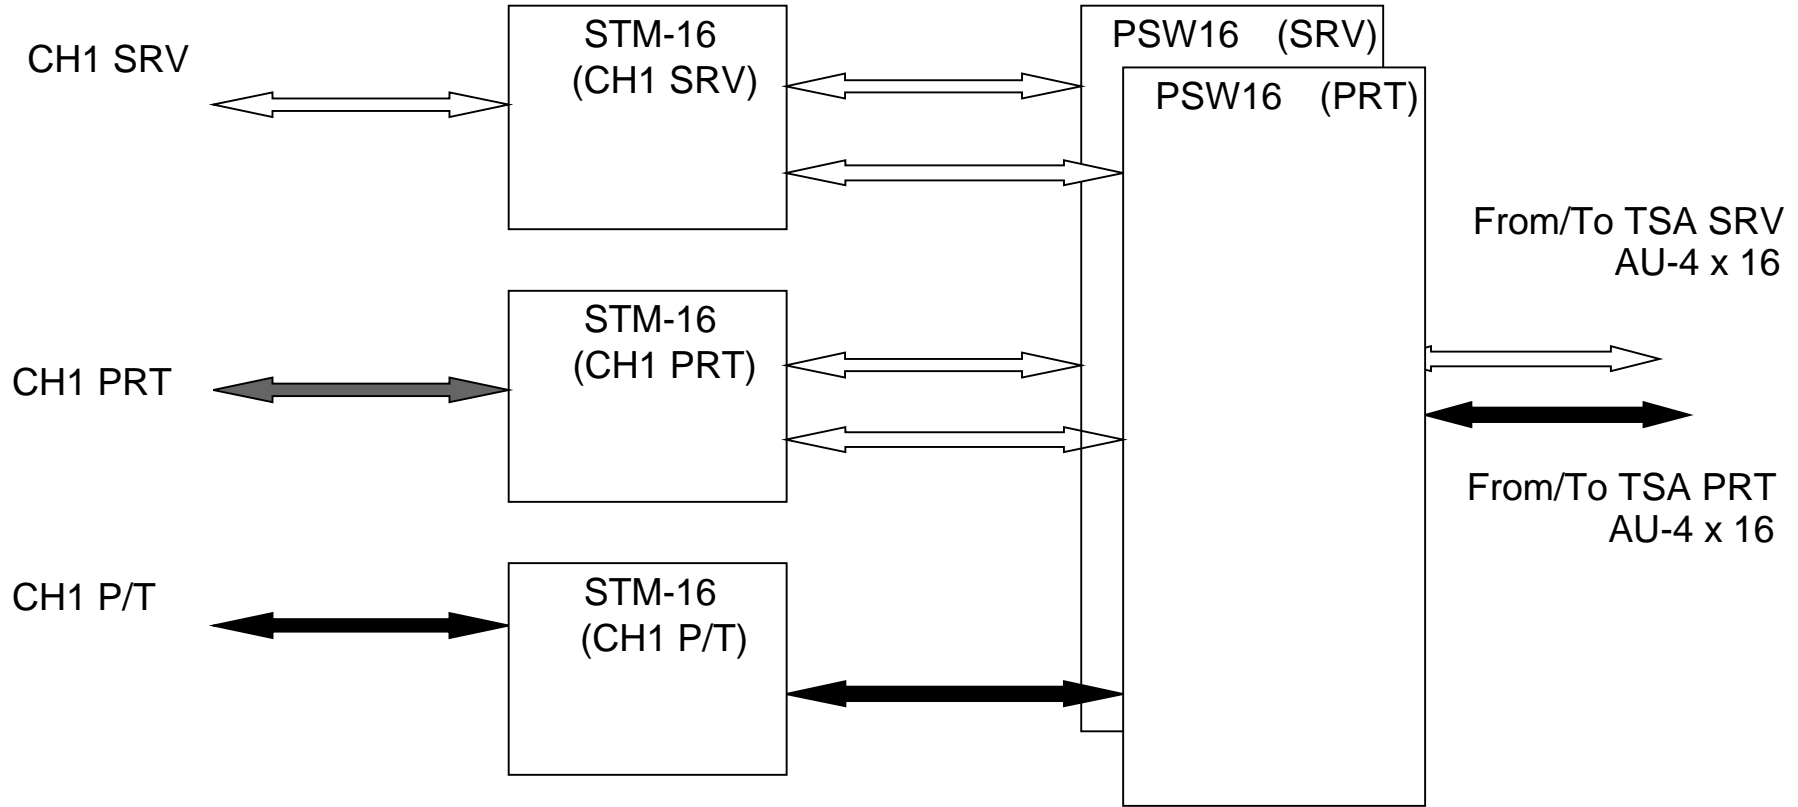 CH1 SRV
STM-16
(CH1 SRV)
PSW16 (SRV)
PSW16 (PRT)
From/To TSA SRV
AU-4 x 16
CH1 PRT
STM-16
(CH1 PRT)
From/To TSA PRT
AU-4 x 16
CH1 P/T
STM-16
(CH1 P/T)